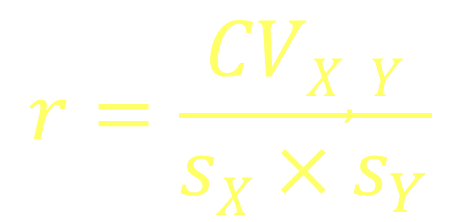 r = CV_{X, Y} / (s_X × s_Y)